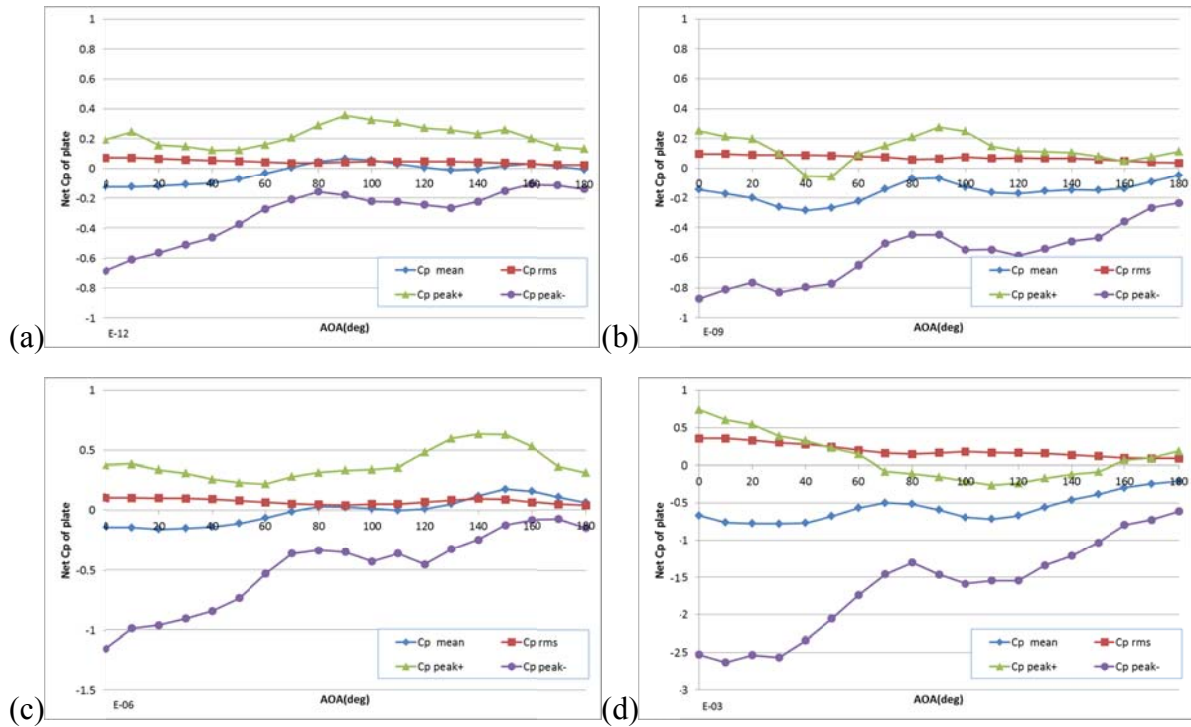 1
0.8
0.6
0.4
0.2
0
-0.2
-0.4
-0.6
-0.8
-1
Net Cp of plate
0 20 40 60 80 100 120 140 160 180
Cp mean Cp rms
Cp peak+ Cp peak-
AOA(deg)
E-12
(a)
1
0.8
0.6
0.4
0.2
0
-0.2
-0.4
-0.6
-0.8
-1
Net Cp of plate
0 20 40 60 80 100 120 140 160 180
Cp mean Cp rms
Cp peak+ Cp peak-
AOA(deg)
E-09
(b)
1
0.5
0
-0.5
-1
-1.5
Net Cp of plate
0 20 40 60 80 100 120 140 160 180
Cp mean Cp rms
Cp peak+ Cp peak-
AOA(deg)
E-06
(c)
1
0.5
0
-0.5
-1
-1.5
-2
-2.5
-3
Net Cp of plate
0 20 40 60 80 100 120 140 160 180
Cp mean Cp rms
Cp peak+ Cp peak-
AOA(deg)
E-03
(d)